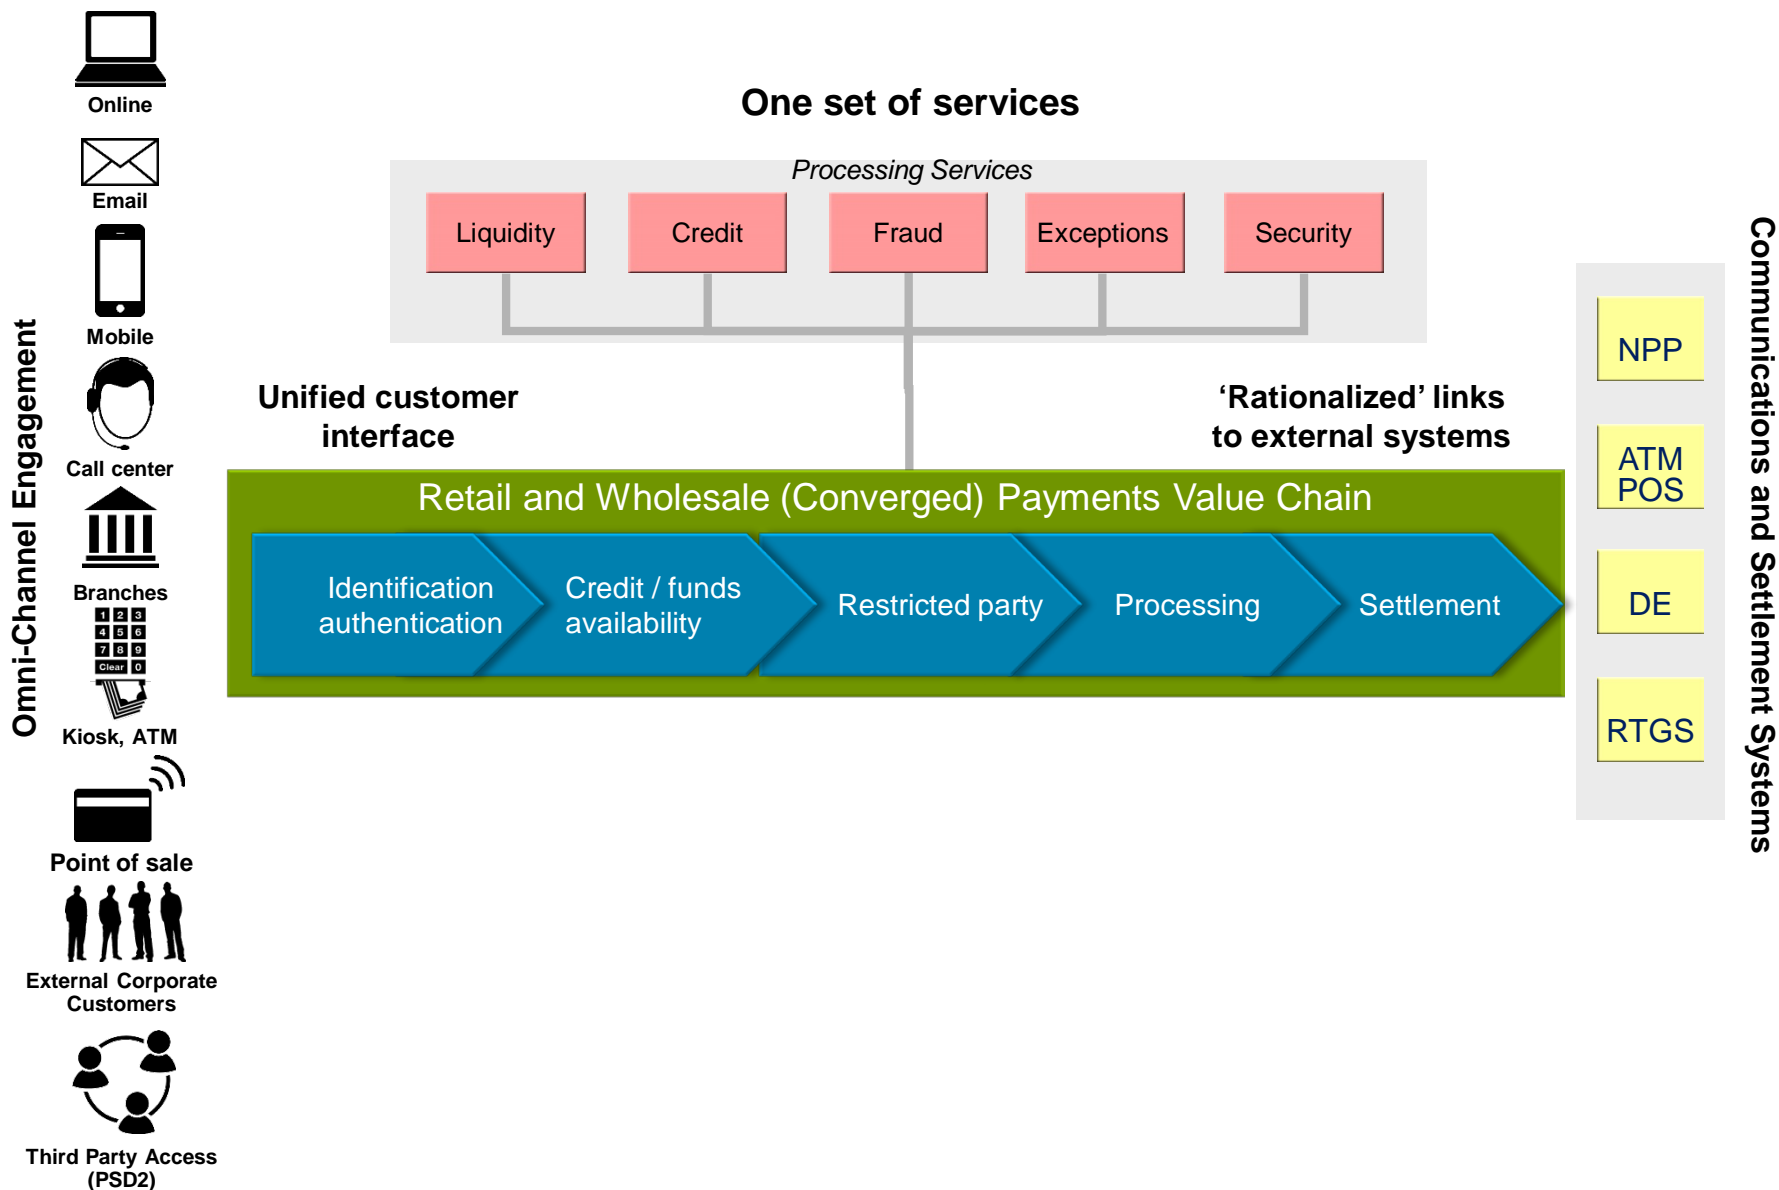 Online
Email
Mobile
Call center
Branches
1 2 3
4 5 6
7 8 9
Clear 0
Kiosk, ATM
Point of sale
External Corporate
Customers
Third Party Access
(PSD2)
Omni-Channel Engagement
One set of services
Processing Services
Liquidity
Credit
Fraud
Exceptions
Security
Unified customer
interface
‘Rationalized’ links
to external systems
Retail and Wholesale (Converged) Payments Value Chain
Identification
authentication
Credit / funds
availability
Restricted party
Processing
Settlement
NPP
ATM
POS
DE
RTGS
Communications and Settlement Systems